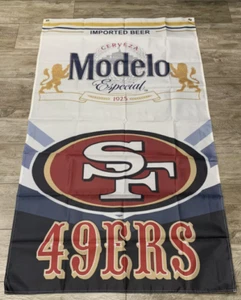 IMPORTED BEER
CERVEZA
Modelo
Especial
1925
SF
49ERS